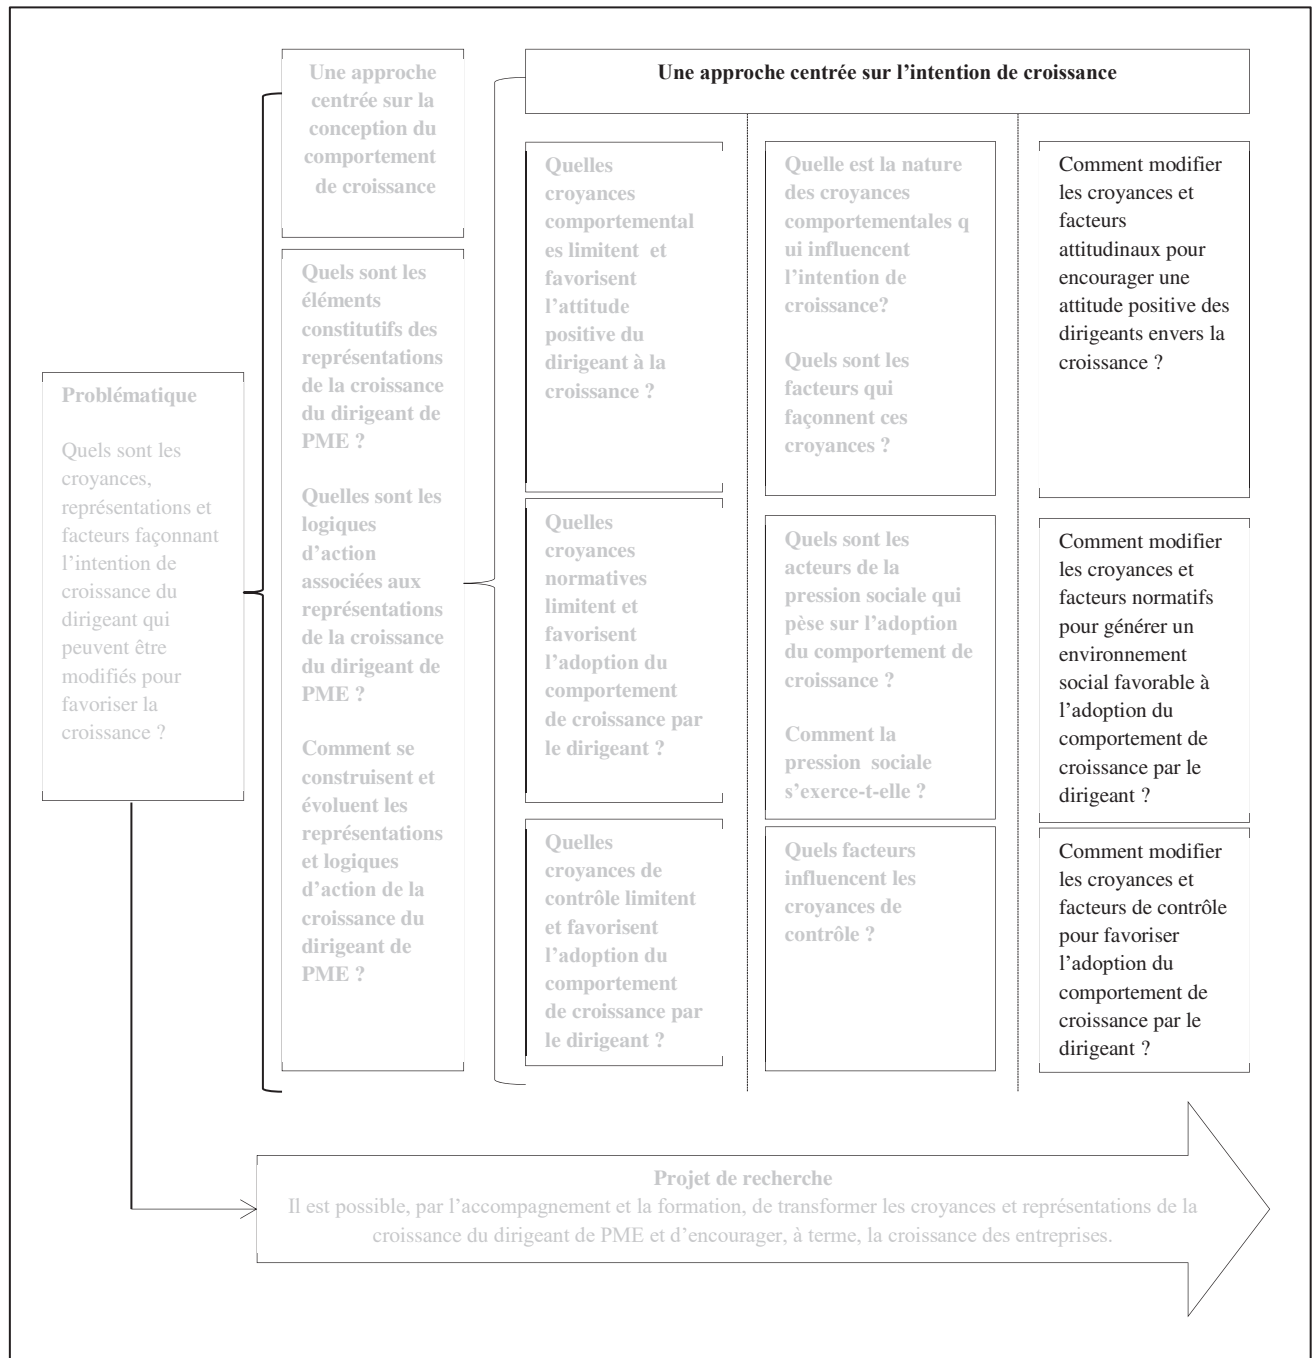 Une approche
centrée sur la
conception du
comportement
de croissance
Une approche centrée sur l'intention de croissance
Problématique
Quels sont les
croyances,
représentations et
facteurs façonnant
l'intention de
croissance du
dirigeant qui
peuvent être
modifiés pour
favoriser la
croissance ?
Quels sont les
éléments
constitutifs des
représentations
de la croissance
du dirigeant de
PME ?
Quelles sont les
logiques
d'action
associées aux
représentations
de la croissance
du dirigeant de
PME ?
Comment se
construisent et
évoluent les
représentations
et logiques
d'action de la
croissance du
dirigeant de
PME ?
Quelles
croyances
comportemental
es limitent et
favorisent
l'attitude
positive du
dirigeant à la
croissance ?
Quelles
croyances
normatives
limitent et
favorisent
l'adoption du
comportement
de croissance par
le dirigeant ?
Quelles
croyances de
contrôle limitent
et favorisent
l'adoption du
comportement
de croissance par
le dirigeant ?
Quelle est la nature
des croyances
comportementales q
ui influencent
l'intention de
croissance?
Quels sont les
facteurs qui
façonnent ces
croyances ?
Quels sont les
acteurs de la
pression sociale qui
pèse sur l'adoption
du comportement de
croissance ?
Comment la
pression sociale
s'exerce-t-elle ?
Quels facteurs
influencent les
croyances de
contrôle ?
Comment modifier
les croyances et
facteurs
attitudinaux pour
encourager une
attitude positive des
dirigeants envers la
croissance ?
Comment modifier
les croyances et
facteurs normatifs
pour générer un
environnement
social favorable à
l'adoption du
comportement de
croissance par le
dirigeant ?
Comment modifier
les croyances et
facteurs de contrôle
pour favoriser
l'adoption du
comportement de
croissance par le
dirigeant ?
Projet de recherche
Il est possible, par l'accompagnement et la formation, de transformer les croyances et représentations de la
croissance du dirigeant de PME et d'encourager, à terme, la croissance des entreprises.